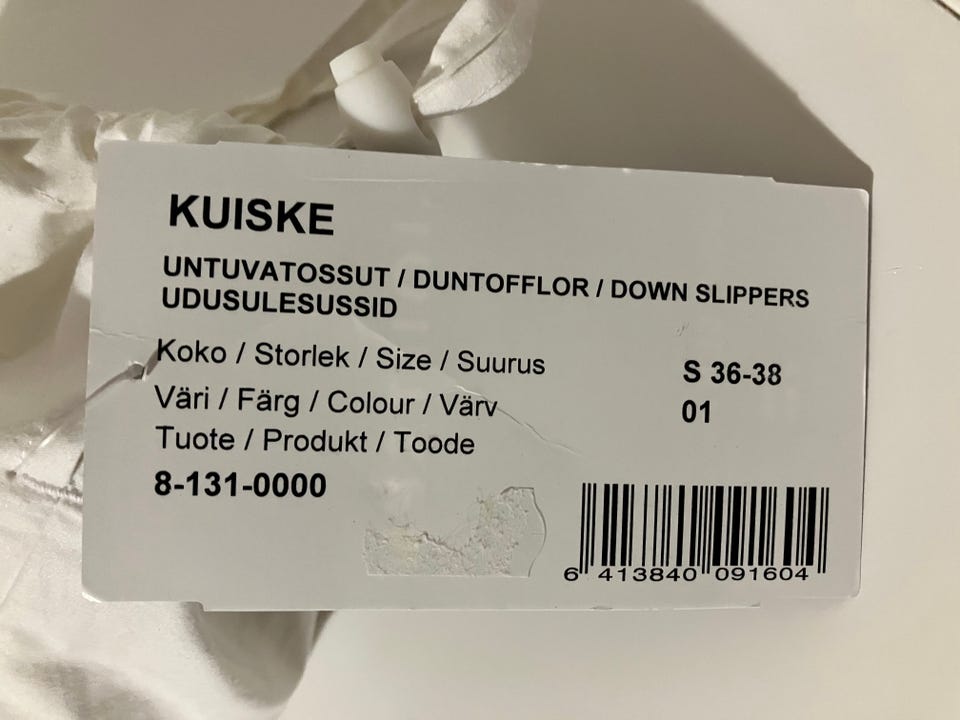 KUISKE
UNTUVATOSSUT / DUNTOFFLOR / DOWN SLIPPERS
UDUSULESUSSID
Koko / Storlek / Size / Suurus S 36-38
Väri / Färg / Colour / Värv 01
Tuote / Produkt / Toode
8-131-0000
6 413840 091604